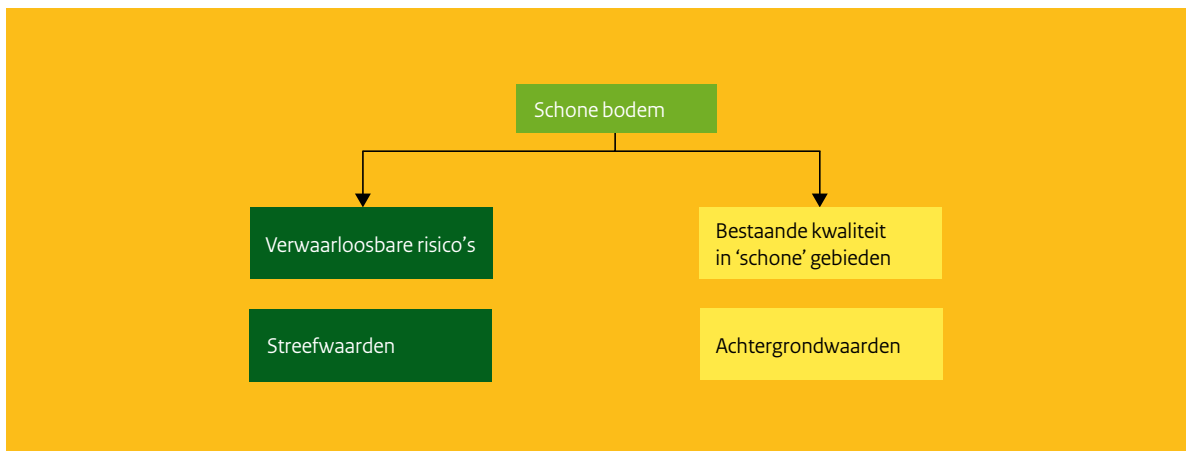 Schone bodem
Verwaarloosbare risico’s
Bestaande kwaliteit
in ‘schone’ gebieden
Streefwaarden
Achtergrondwaarden